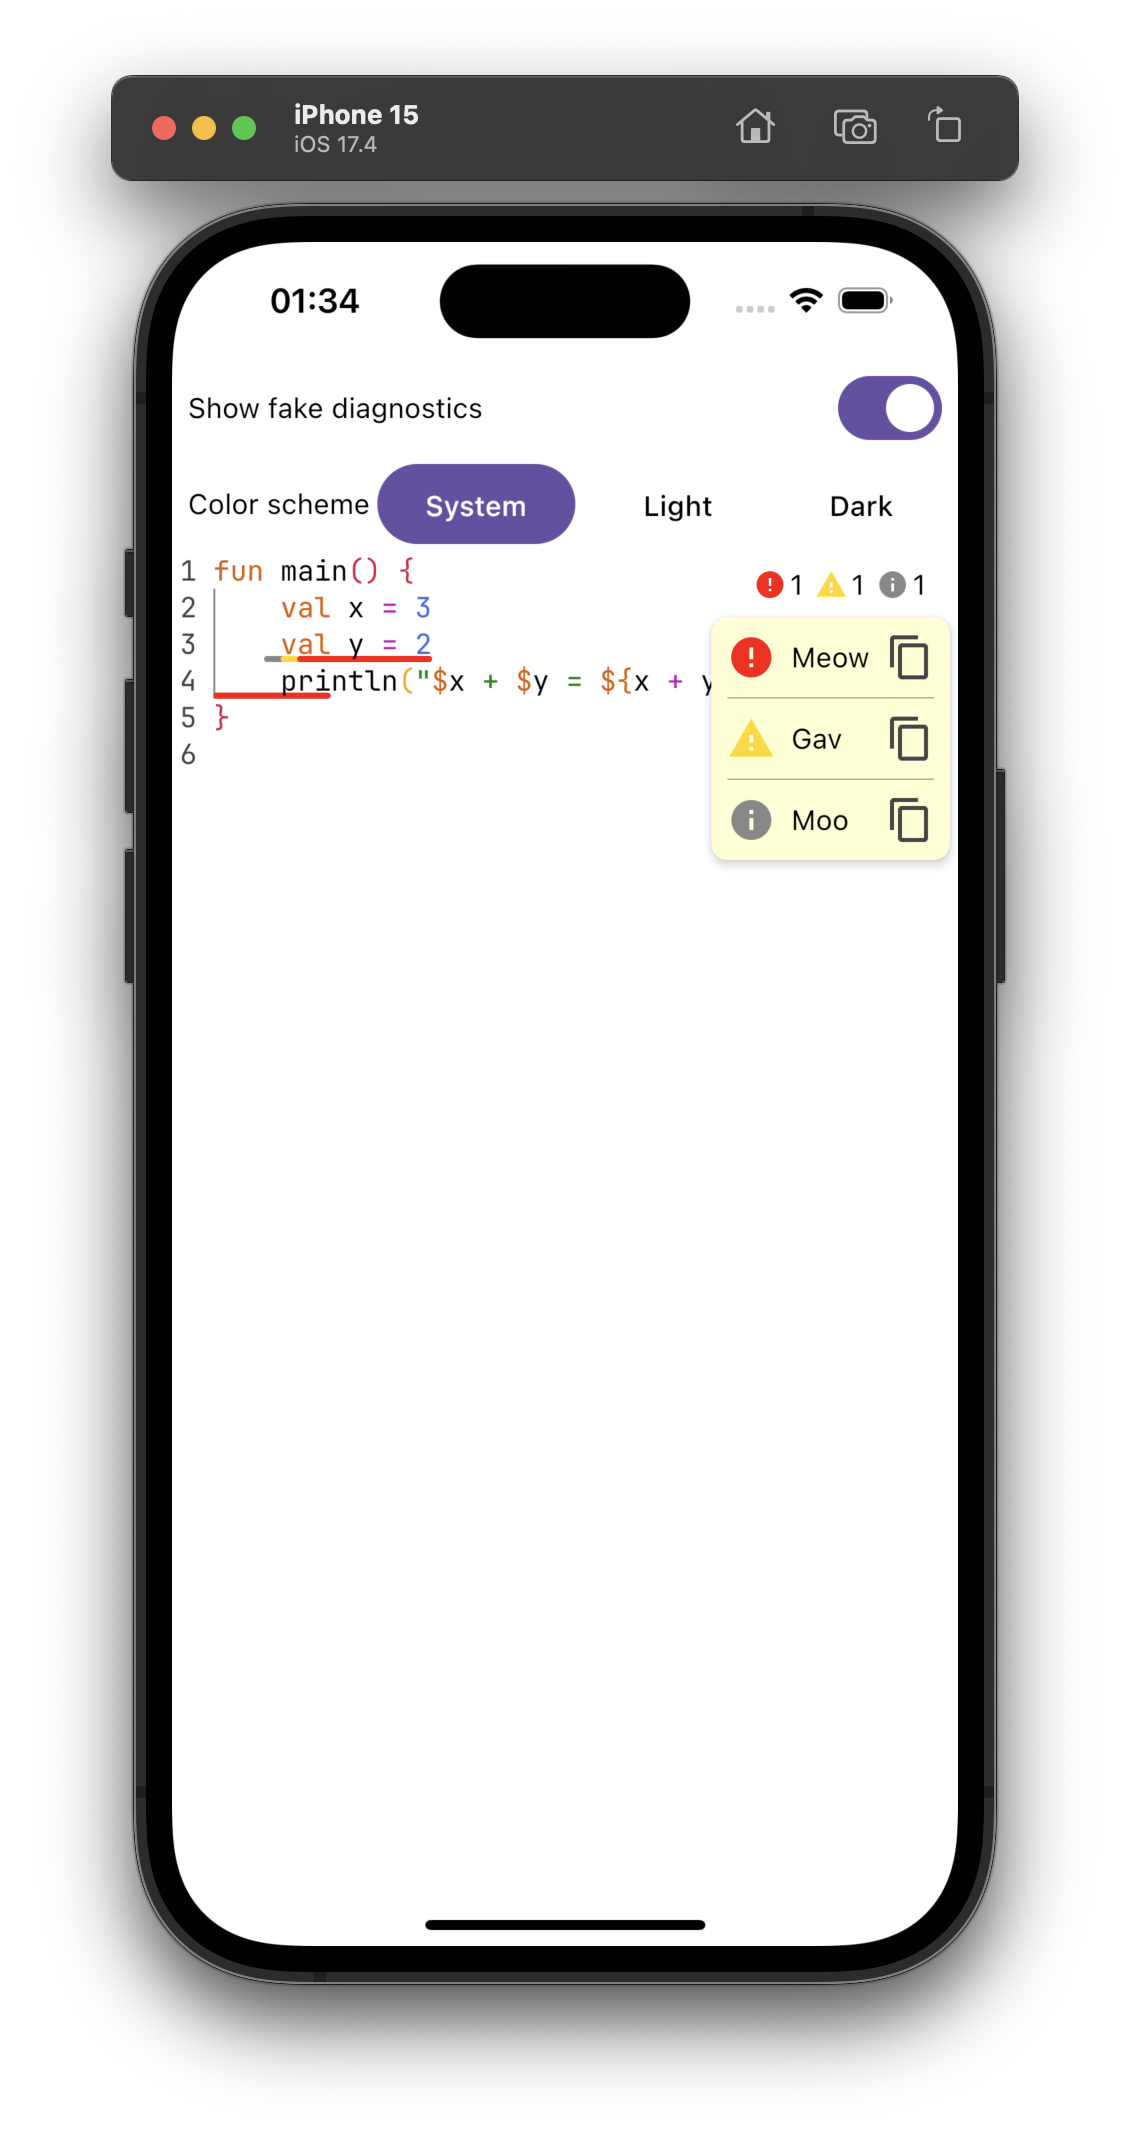 iPhone 15
iOS 17.4
01:34
Show fake diagnostics
Color scheme System Light Dark
1 fun main() {
1 1 1
2 val x = 3
3 val y = 2
4 println("$x + $y = ${x + y
5 }
6
Meow
Gav
Moo